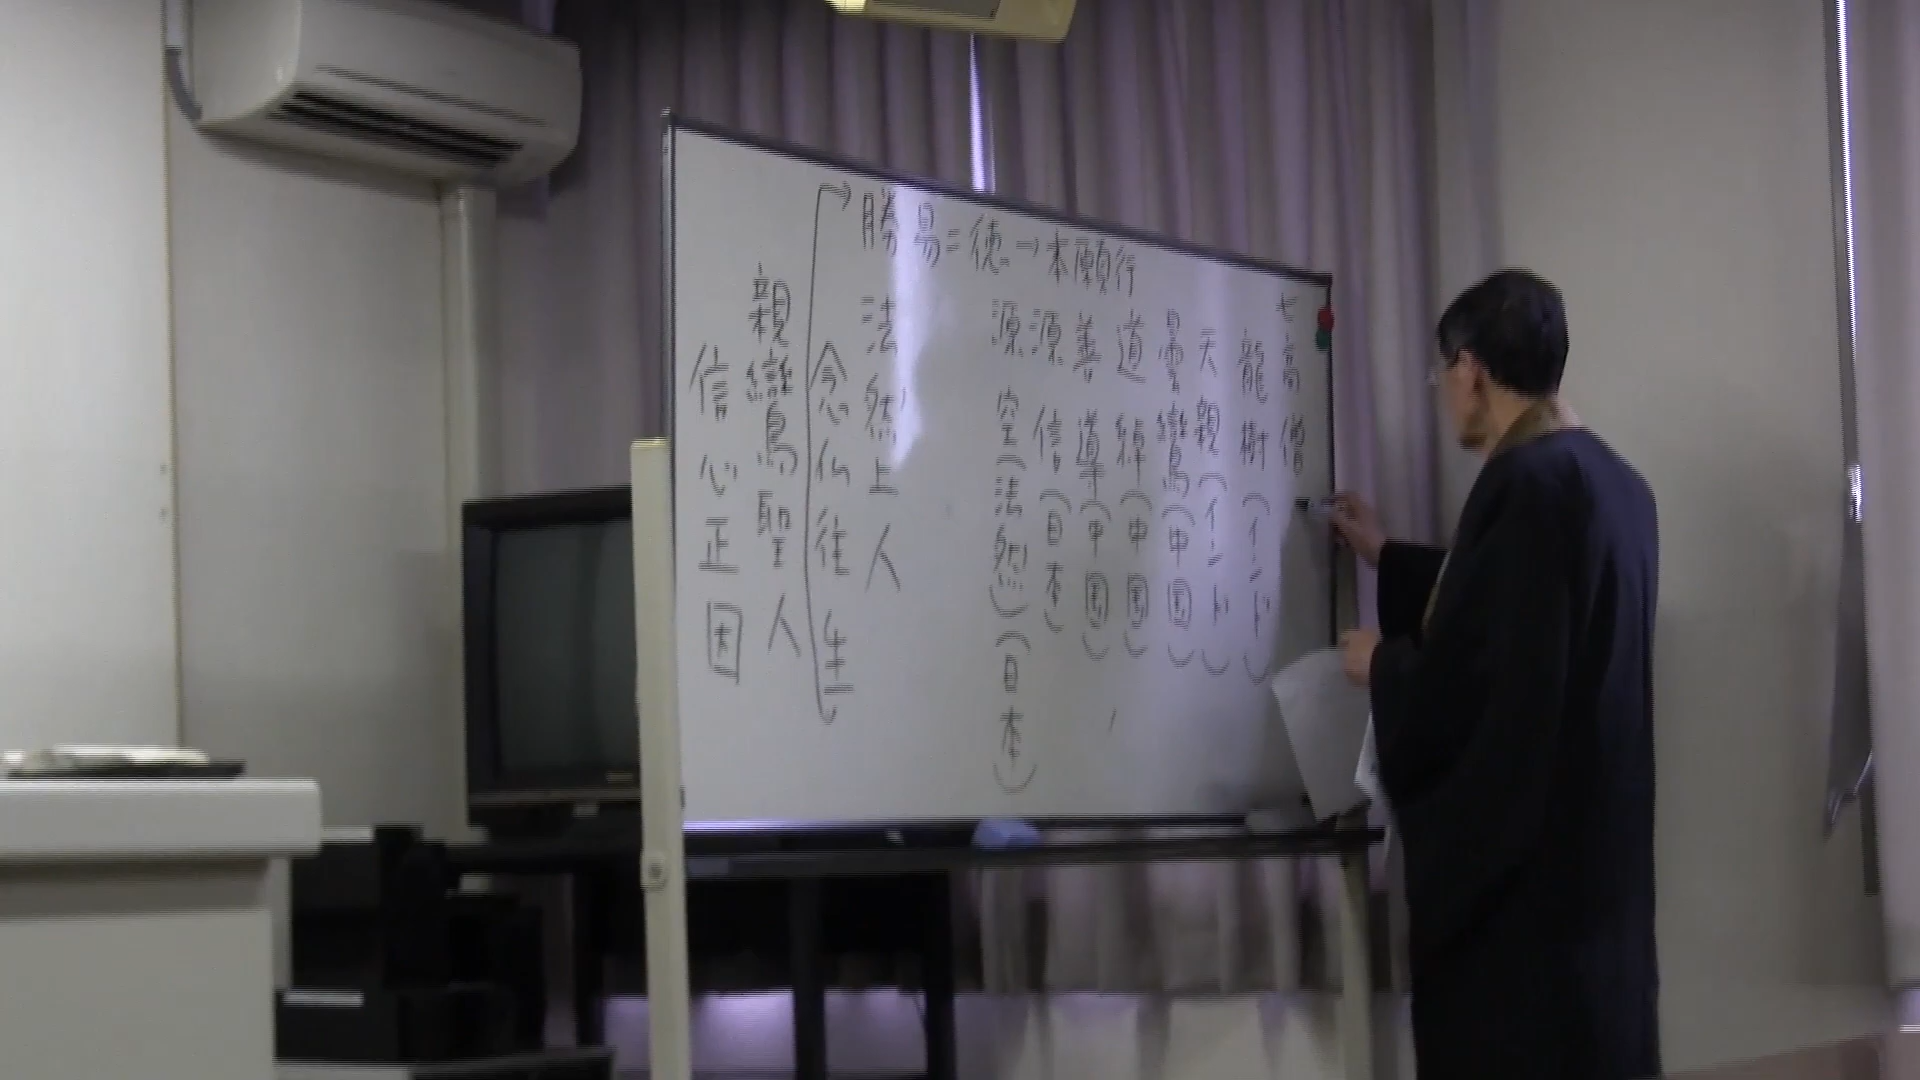 七高僧
龍樹(インド)
天親(インド)
曇鸞(中国)
道綽(中国)
善導(中国)
源信(日本)
源空(法然)(日本)
勝易=徳→本願行
法然上人
念仏往生
親鸞聖人
信心正因